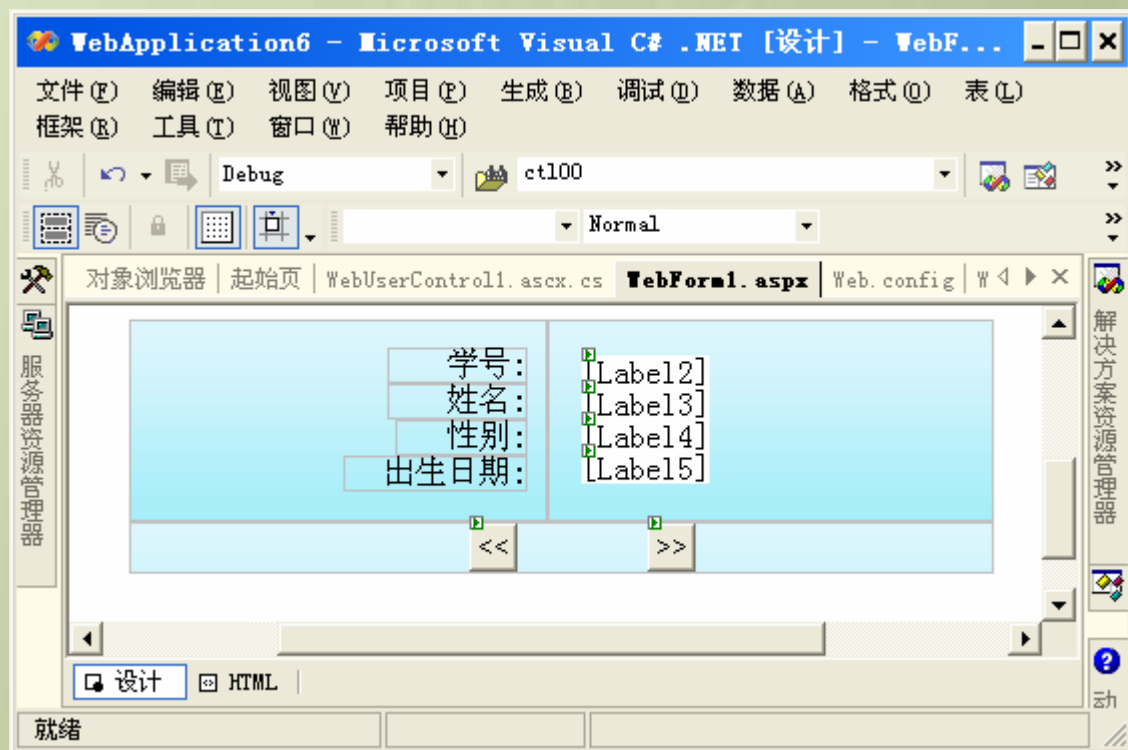 WebApplication6 - Microsoft Visual C# .NET [设计] - WebF...
文件(F) 编辑(E) 视图(V) 项目(P) 生成(B) 调试(D) 数据(A) 格式(O) 表(L)
框架(R) 工具(T) 窗口(W) 帮助(H)
Debug ctl00
Normal
对象浏览器 起始页 WebUserControl1.ascx.cs WebForm1.aspx Web.config W
服务器资源管理器
学号: [Label2]
姓名: [Label3]
性别: [Label4]
出生日期: [Label5]
<< >>
解决方案资源管理器
动
设计 HTML
就绪